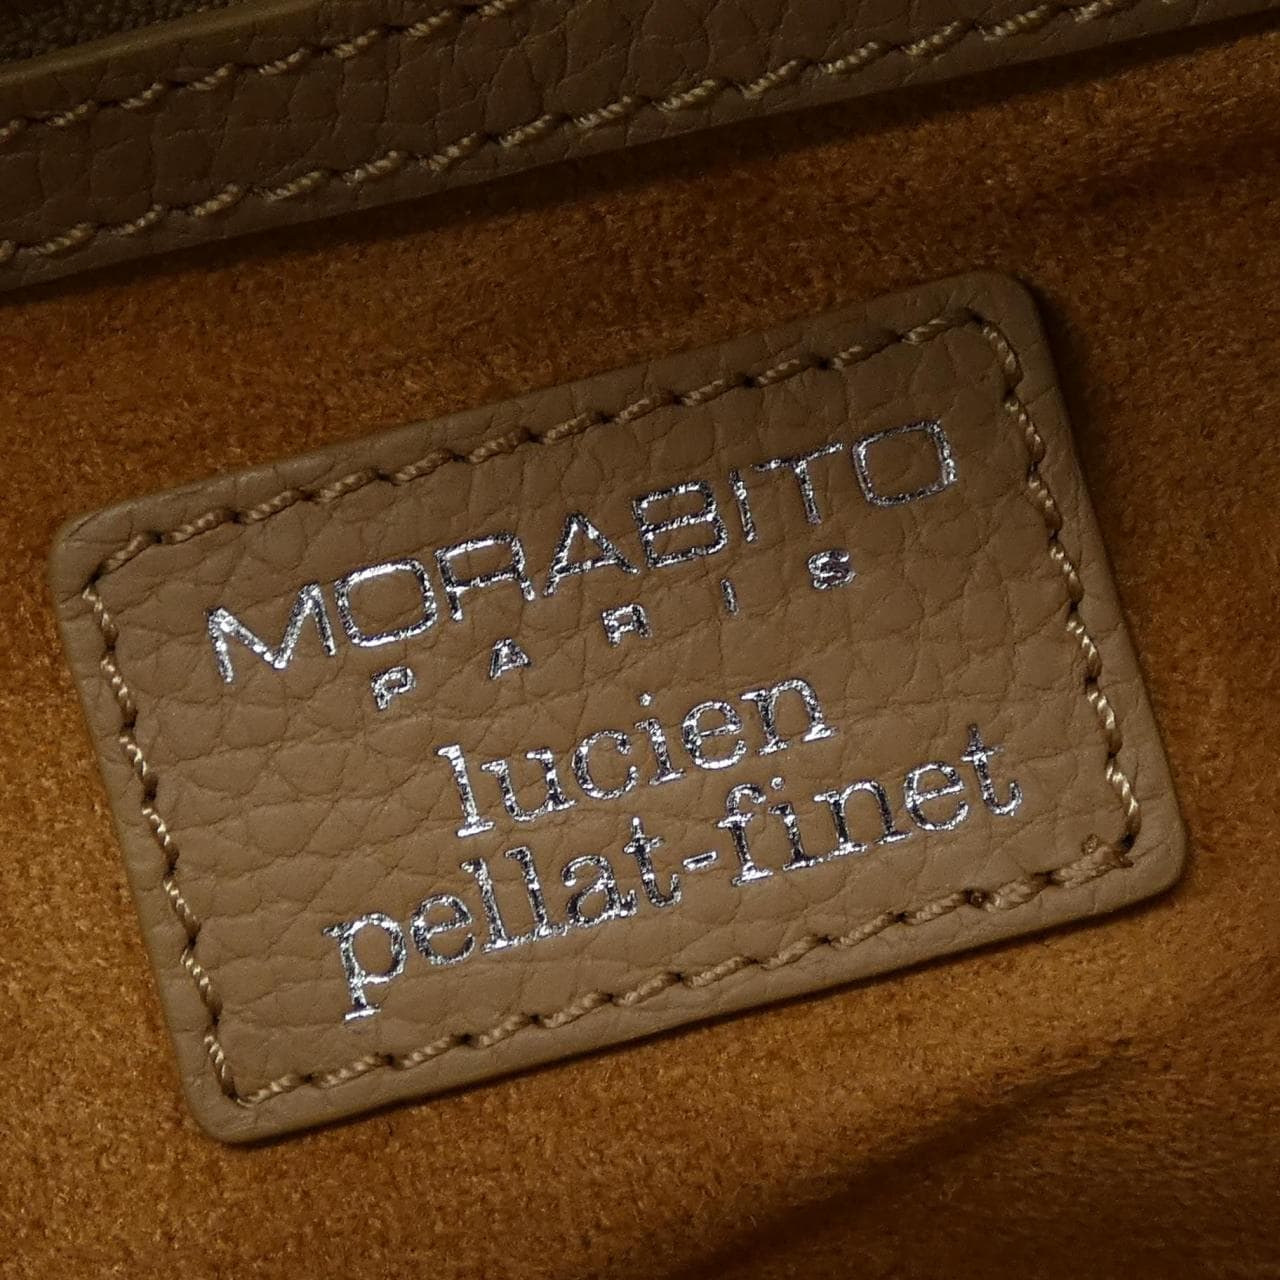 MORABITO
PARIS
lucien
pellat-finet